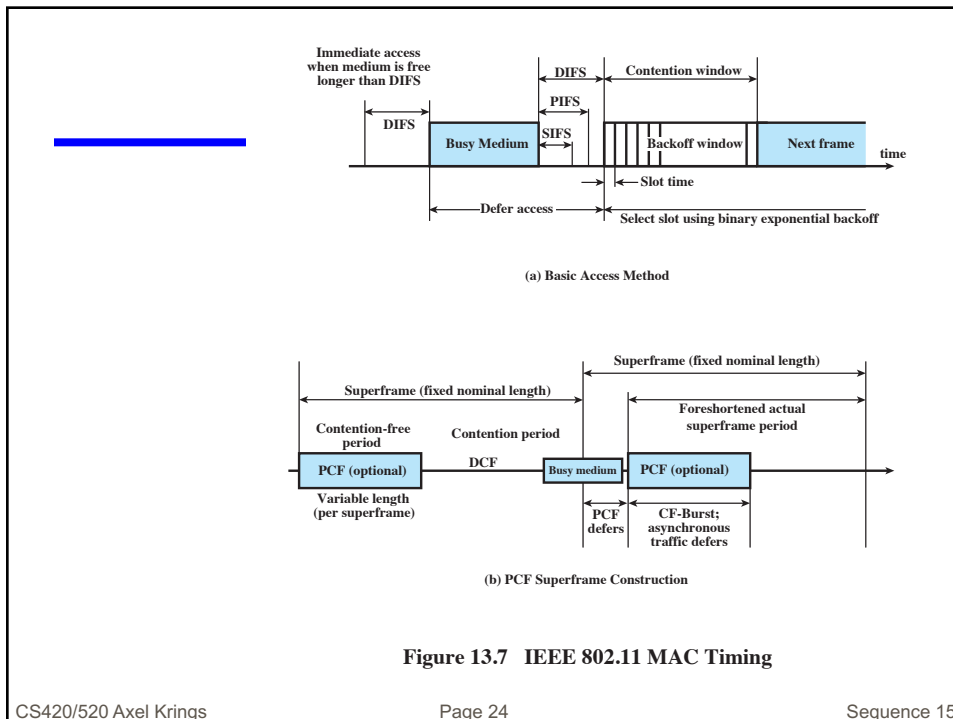 Immediate access
when medium is free
longer than DIFS
DIFS
Contention window
PIFS
DIFS
SIFS
Busy Medium
Backoff window
Next frame
time
Slot time
Defer access
Select slot using binary exponential backoff
(a) Basic Access Method
Superframe (fixed nominal length)
Superframe (fixed nominal length)
Foreshortened actual
superframe period
Contention-free
period
Contention period
PCF (optional)
DCF
Busy medium
PCF (optional)
Variable length
(per superframe)
PCF
defers
CF-Burst;
asynchronous
traffic defers
(b) PCF Superframe Construction
Figure 13.7 IEEE 802.11 MAC Timing
CS420/520 Axel Krings
Page 24
Sequence 15